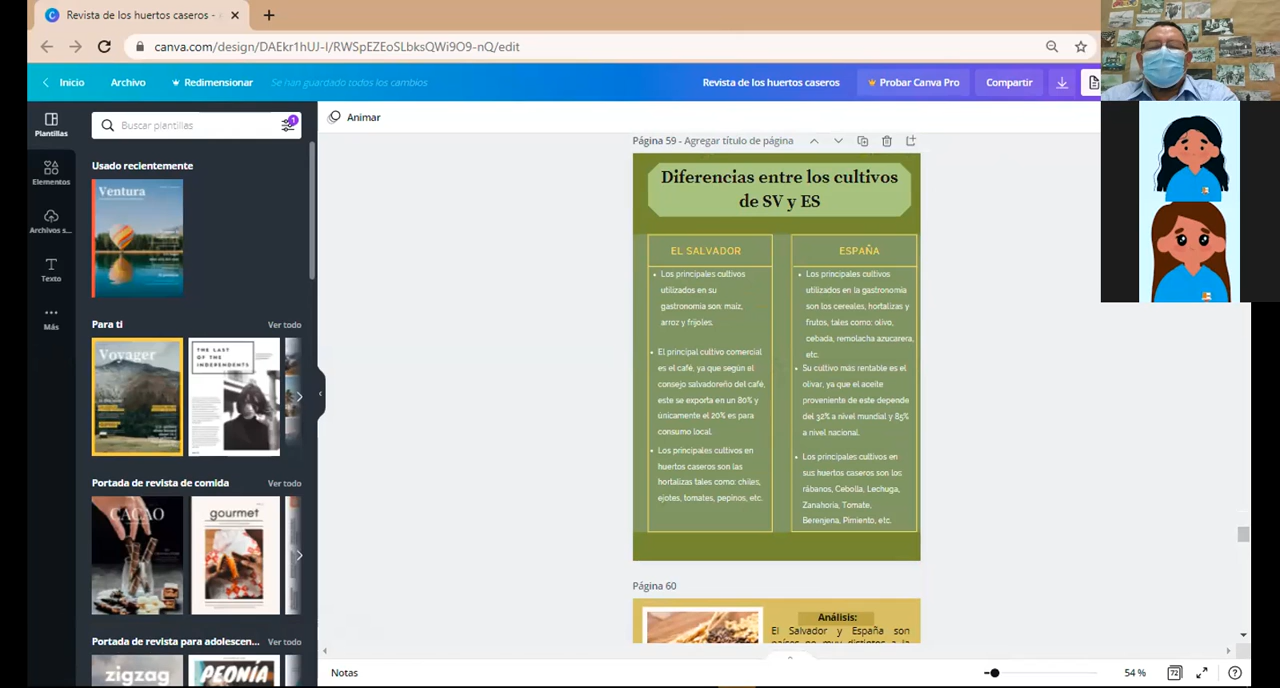 Revista de los huertos caseros -
canva.com/design/DAEkr1hUJ-I/RWSpEZEoSLbksQWi9O9-nQ/edit
Inicio
Archivo
Redimensionar
Se han guardado todos los cambios
Revista de los huertos caseros
Probar Canva Pro
Compartir
Plantillas
Elementos
Archivos s...
Texto
Más
Buscar plantillas
1
Usado recientemente
Ventura
Para ti
Ver todo
Voyager
THE LAST
OF THE
INDEPENDENTS
Portada de revista de comida
Ver todo
CACAO
gourmet
Portada de revista para adolescen...
Ver todo
zigzag
PEONÍA
Animar
Página 59 - Agregar título de página
Diferencias entre los cultivos
de SV y ES
EL SALVADOR
• Los principales cultivos
utilizados en su
gastronomía son: maíz,
arroz y frijoles.
• El principal cultivo comercial
es el café, ya que según el
consejo salvadoreño del café,
este se exporta en un 80% y
únicamente el 20% es para
consumo local.
• Los principales cultivos en
huertos caseros son las
hortalizas tales como: chiles,
ejotes, tomates, pepinos, etc.
ESPAÑA
• Los principales cultivos
utilizados en la gastronomía
son los cereales, hortalizas y
frutos, tales como: olivo,
cebada, remolacha azucarera,
etc.
• Su cultivo más rentable es el
olivar, ya que el aceite
proveniente de este depende
del 32% a nivel mundial y 85%
a nivel nacional.
• Los principales cultivos en
sus huertos caseros son los
rábanos, Cebolla, Lechuga,
Zanahoria, Tomate,
Berenjena, Pimiento, etc.
Página 60
Análisis:
El Salvador y España son
Notas
54 %
72